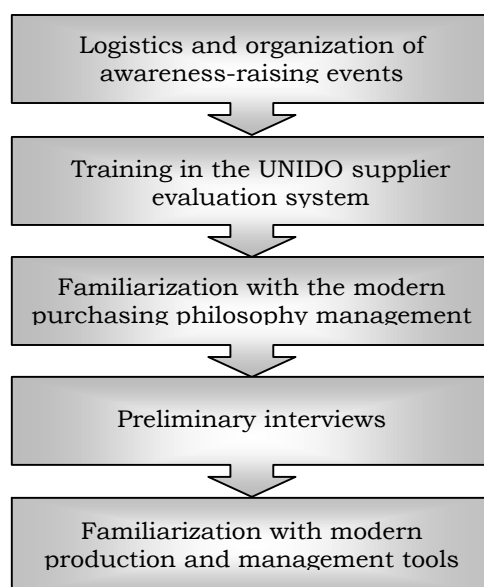 Logistics and organization of
awareness-raising events
Training in the UNIDO supplier
evaluation system
Familiarization with the modern
purchasing philosophy management
Preliminary interviews
Familiarization with modern
production and management tools